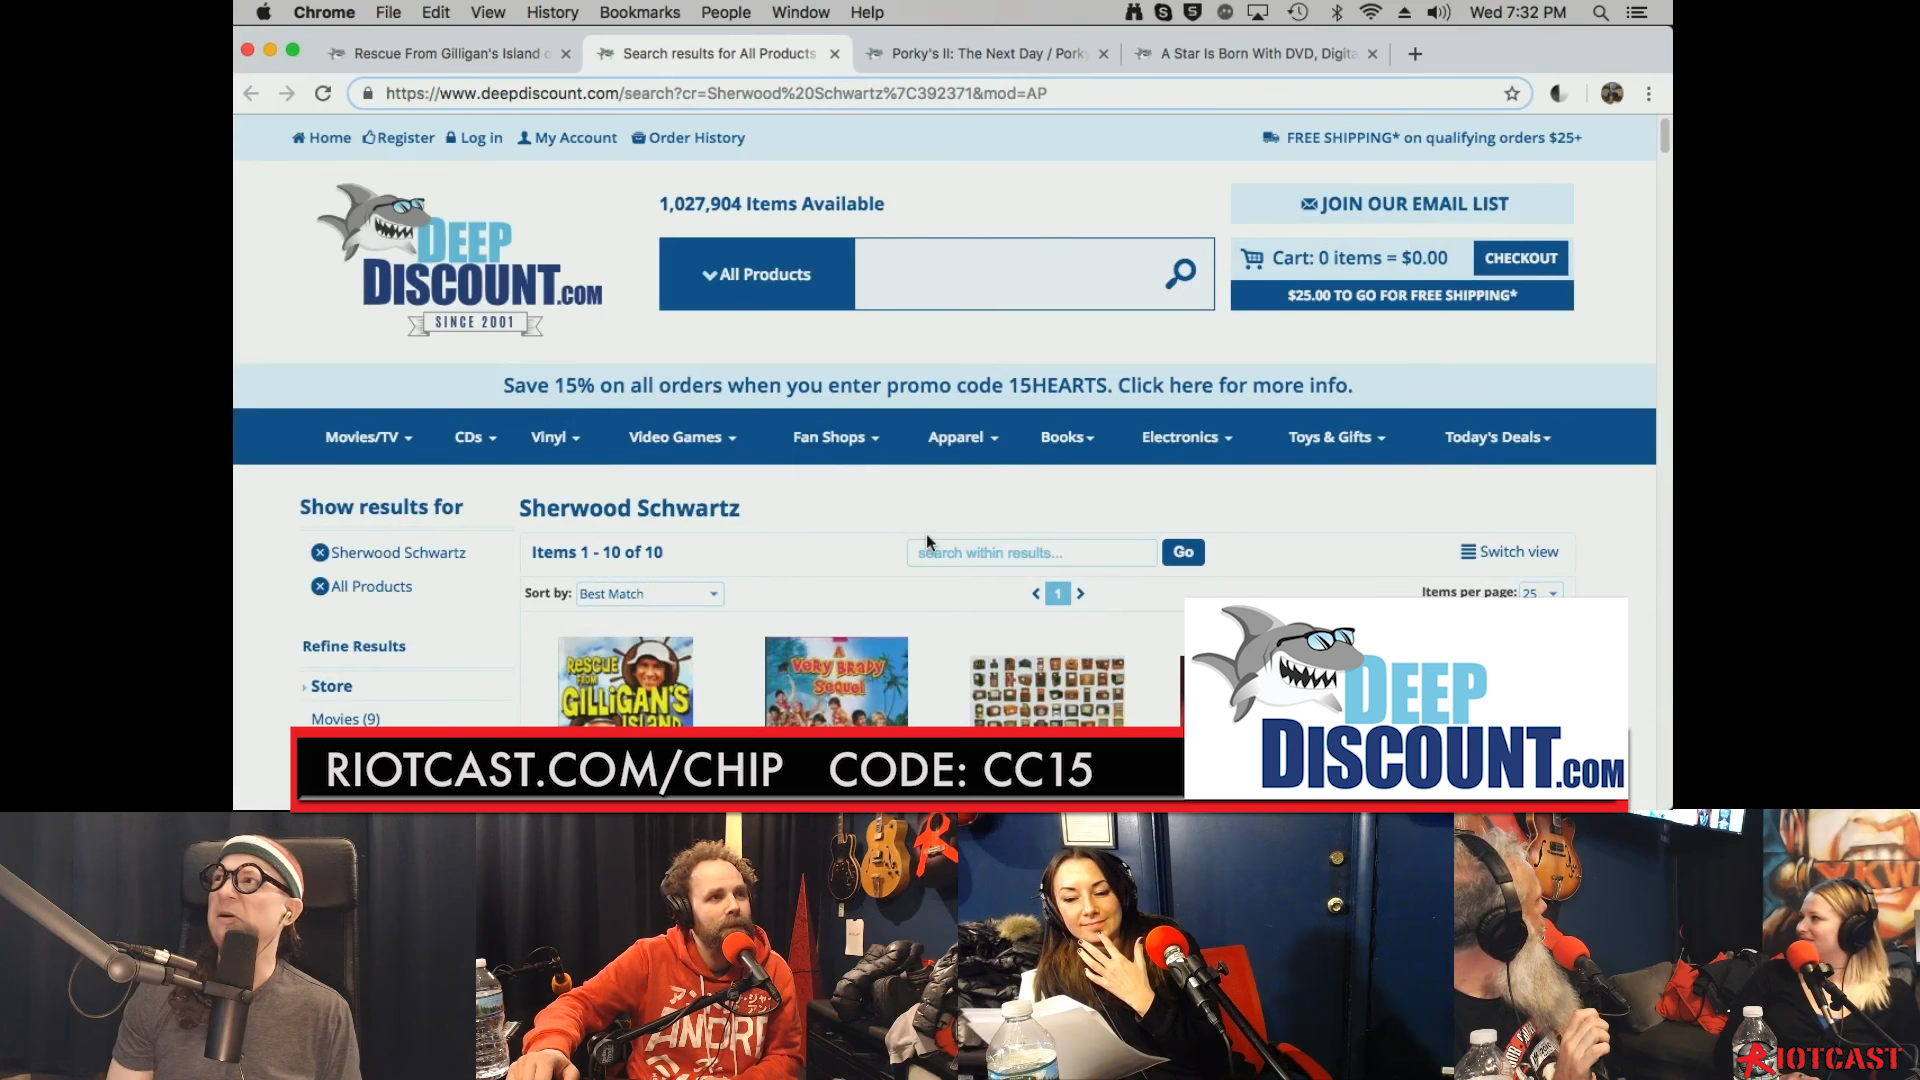 Chrome File Edit View History Bookmarks People Window Help Wed 7:32 PM
Rescue From Gilligan's Island o Search results for All Products Porky's II: The Next Day / Pork A Star Is Born With DVD, Digita
https://www.deepdiscount.com/search?cr=Sherwood%20Schwartz%7C392371&mod=AP
Home Register Log in My Account Order History FREE SHIPPING* on qualifying orders $25+
DEEP
DISCOUNT.COM
SINCE 2001
1,027,904 Items Available
All Products
JOIN OUR EMAIL LIST
Cart: 0 items = $0.00 CHECKOUT
$25.00 TO GO FOR FREE SHIPPING*
Save 15% on all orders when you enter promo code 15HEARTS. Click here for more info.
Movies/TV CDs Vinyl Video Games Fan Shops Apparel Books Electronics Toys & Gifts Today's Deals
Show results for
Sherwood Schwartz
All Products
Refine Results
Store
Movies (9)
Sherwood Schwartz
Items 1 - 10 of 10
search within results... Go
Switch view
Sort by: Best Match
1
Items per page: 25
RESCUE
FROM
GILLIGAN'S
ISLAND
A
VERY BRADY
Sequel
RIOTCAST.COM/CHIP CODE: CC15
DEEP
DISCOUNT.COM
アン
ANDRE
YKW
RIOTCAST